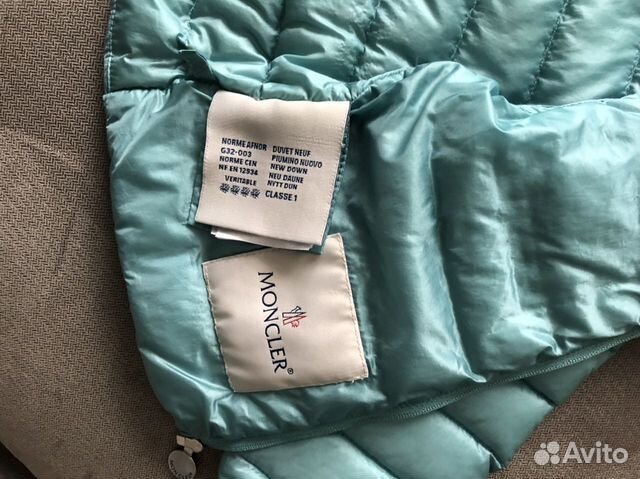 NORME AFNOR DUVET NEUF
G32-003 PIUMINO NUOVO
NORME CEN NEW DOWN
NF EN 12934 NEU DAUNE
VERITABLE NYTT DUN
CLASSE 1
MONCLER®
Avito